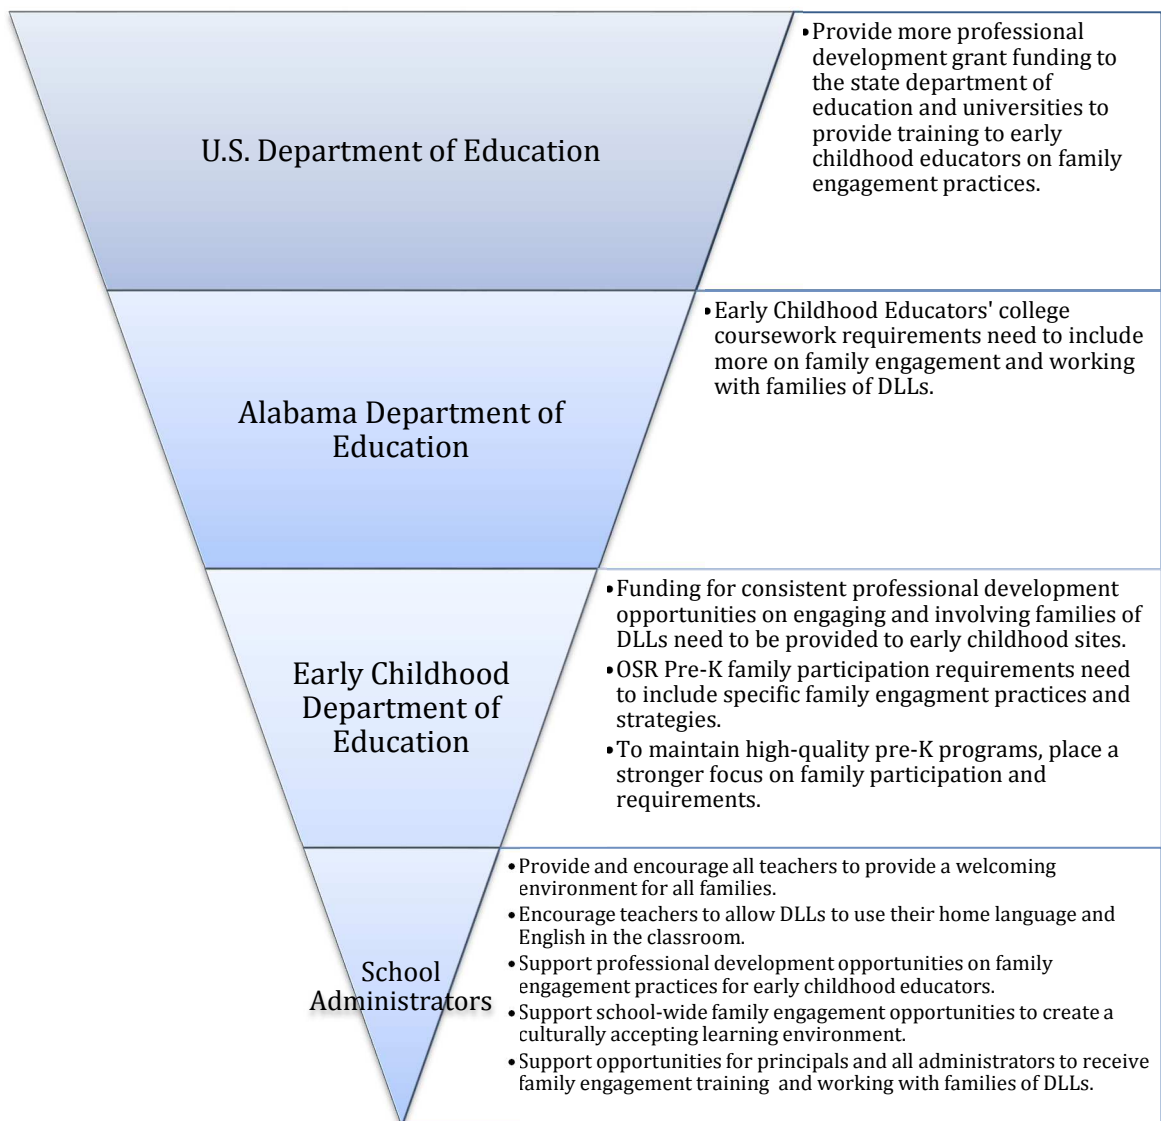 U.S. Department of Education
•Provide more professional
development grant funding to
the state department of
education and universities to
provide training to early
childhood educators on family
engagement practices.
Alabama Department of
Education
•Early Childhood Educators' college
coursework requirements need to include
more on family engagement and working
with families of DLLs.
Early Childhood
Department of
Education
•Funding for consistent professional development
opportunities on engaging and involving families of
DLLs need to be provided to early childhood sites.
•OSR Pre-K family participation requirements need
to include specific family engagment practices and
strategies.
•To maintain high-quality pre-K programs, place a
stronger focus on family participation and
requirements.
School
Administrators
•Provide and encourage all teachers to provide a welcoming
environment for all families.
•Encourage teachers to allow DLLs to use their home language and
English in the classroom.
•Support professional development opportunities on family
engagement practices for early childhood educators.
•Support school-wide family engagement opportunities to create a
culturally accepting learning environment.
•Support opportunities for principals and all administrators to receive
family engagement training and working with families of DLLs.